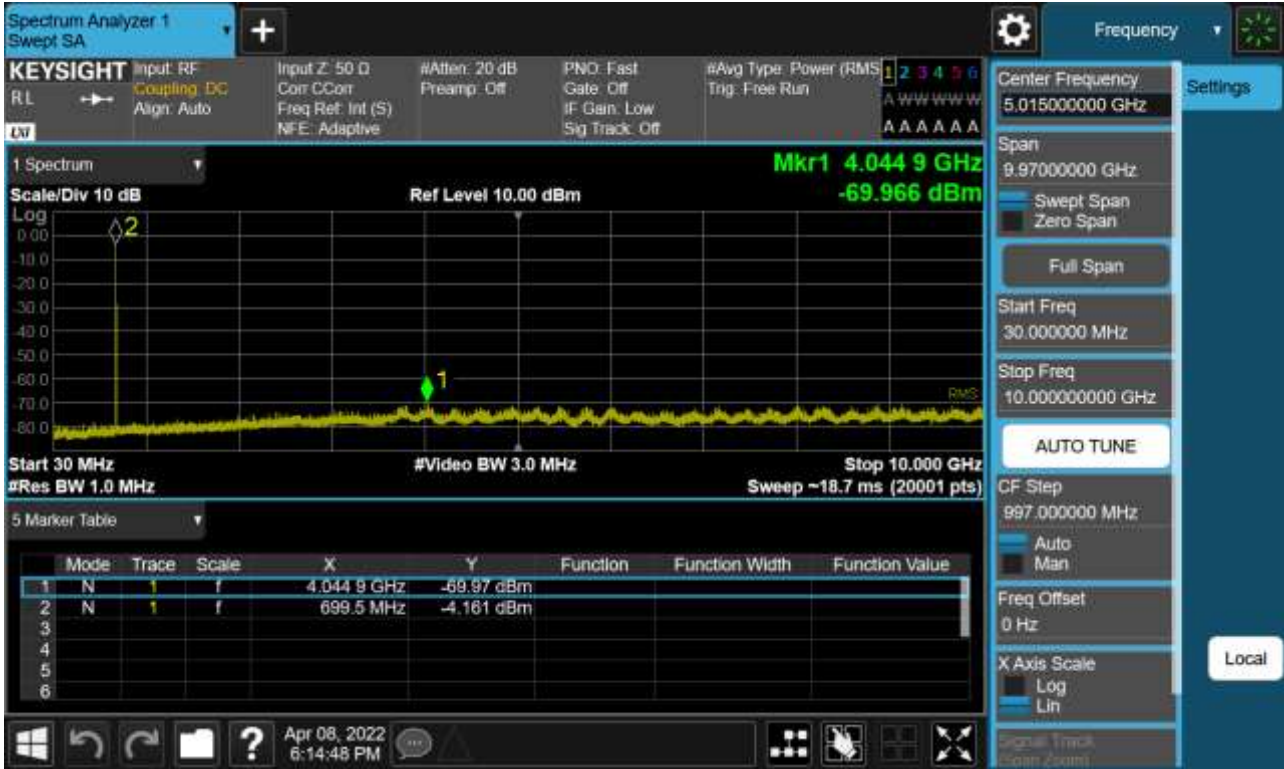 Spectrum Analyzer 1
Swept SA
+
Frequency
KEYSIGHT
RL
LXI
Input: RF
Coupling: DC
Align: Auto
Input Z: 50 Ω
Corr CCorr
Freq Ref: Int (S)
NFE: Adaptive
#Atten: 20 dB
Preamp: Off
PNO: Fast
Gate: Off
IF Gain: Low
Sig Track: Off
#Avg Type: Power (RMS
Trig: Free Run
1 2 3 4 5 6
A W W W W W
A A A A A A
1 Spectrum
Mkr1 4.044 9 GHz
Scale/Div 10 dB
Ref Level 10.00 dBm
-69.966 dBm
Log
0.00
-10.0
-20.0
-30.0
-40.0
-50.0
-60.0
-70.0
-80.0
2
1
RMS
Start 30 MHz
#Video BW 3.0 MHz
Stop 10.000 GHz
#Res BW 1.0 MHz
Sweep ~18.7 ms (20001 pts)
5 Marker Table
Mode Trace Scale X Y Function Function Width Function Value
1 N 1 f 4.044 9 GHz -69.97 dBm
2 N 1 f 699.5 MHz -4.161 dBm
3
4
5
6
?
Apr 08, 2022
6:14:48 PM
Center Frequency
5.015000000 GHz
Settings
Span
9.97000000 GHz
Swept Span
Zero Span
Full Span
Start Freq
30.000000 MHz
Stop Freq
10.000000000 GHz
AUTO TUNE
CF Step
997.000000 MHz
Auto
Man
Freq Offset
0 Hz
X Axis Scale
Log
Lin
Local
Signal Track
(Span Zoom)